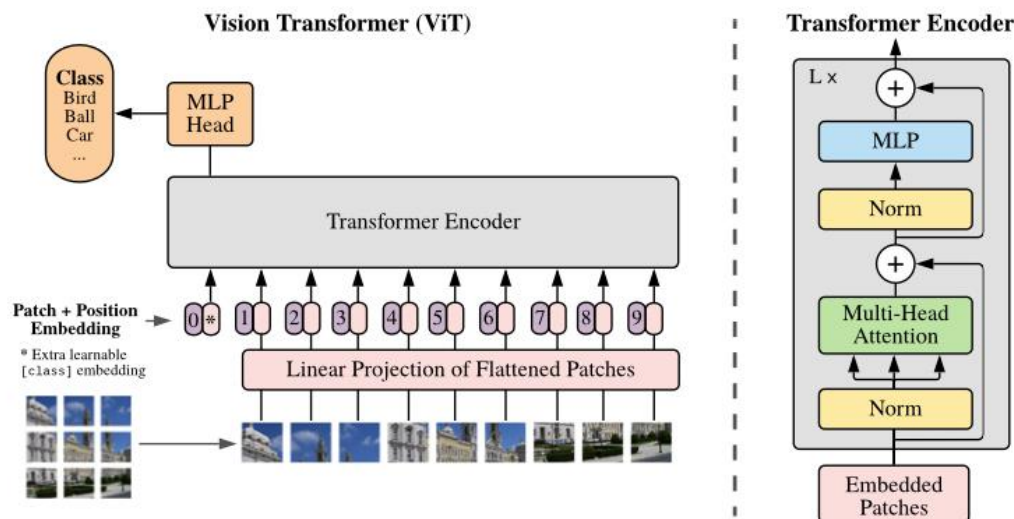 Vision Transformer (ViT)
Class
Bird
Ball
Car
...
MLP
Head
Transformer Encoder
Patch + Position
Embedding
0 * 1 2 3 4 5 6 7 8 9
* Extra learnable
[class] embedding
Linear Projection of Flattened Patches
Transformer Encoder
L ×
+
MLP
Norm
+
Multi-Head
Attention
Norm
Embedded
Patches